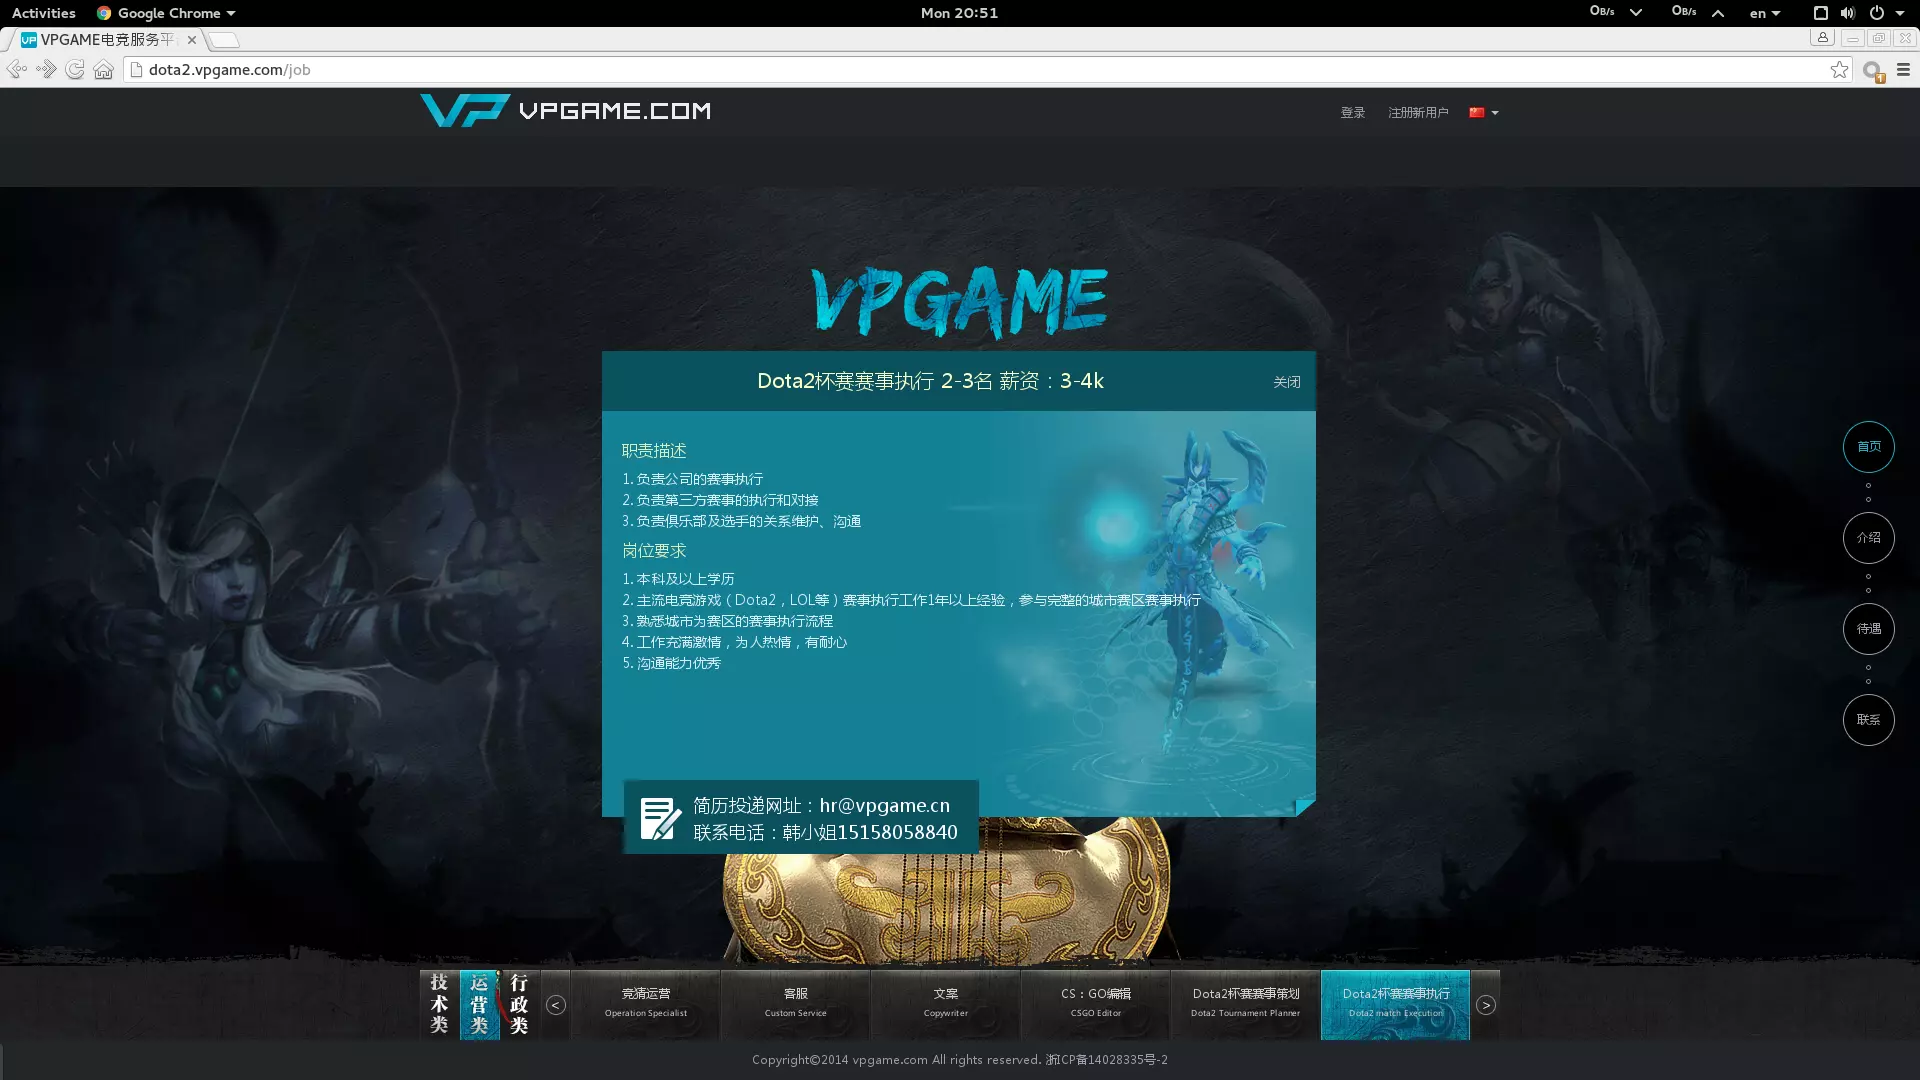 Activities
Google Chrome
Mon 20:51
0B/s
0B/s
en
VP VPGAME电竞服务平
dota2.vpgame.com/job
VP VPGAME.COM
登录
注册新用户
VPGAME
Dota2杯赛赛事执行 2-3名 薪资：3-4k
关闭
职责描述
1. 负责公司的赛事执行
2. 负责第三方赛事的执行和对接
3. 负责俱乐部及选手的关系维护、沟通
岗位要求
1. 本科及以上学历
2. 主流电竞游戏（Dota2，LOL等）赛事执行工作1年以上经验，参与完整的城市赛区赛事执行
3. 熟悉城市为赛区的赛事执行流程
4. 工作充满激情，为人热情，有耐心
5. 沟通能力优秀
简历投递网址：hr@vpgame.cn
联系电话：韩小姐15158058840
首页
介绍
待遇
联系
技术类
运营类
行政类
<
竞猜运营
Operation Specialist
客服
Custom Service
文案
Copywriter
CS：GO编辑
CSGO Editor
Dota2杯赛赛事策划
Dota2 Tournament Planner
Dota2杯赛赛事执行
Dota2 match Execution
>
Copyright©2014 vpgame.com All rights reserved. 浙ICP备14028335号-2